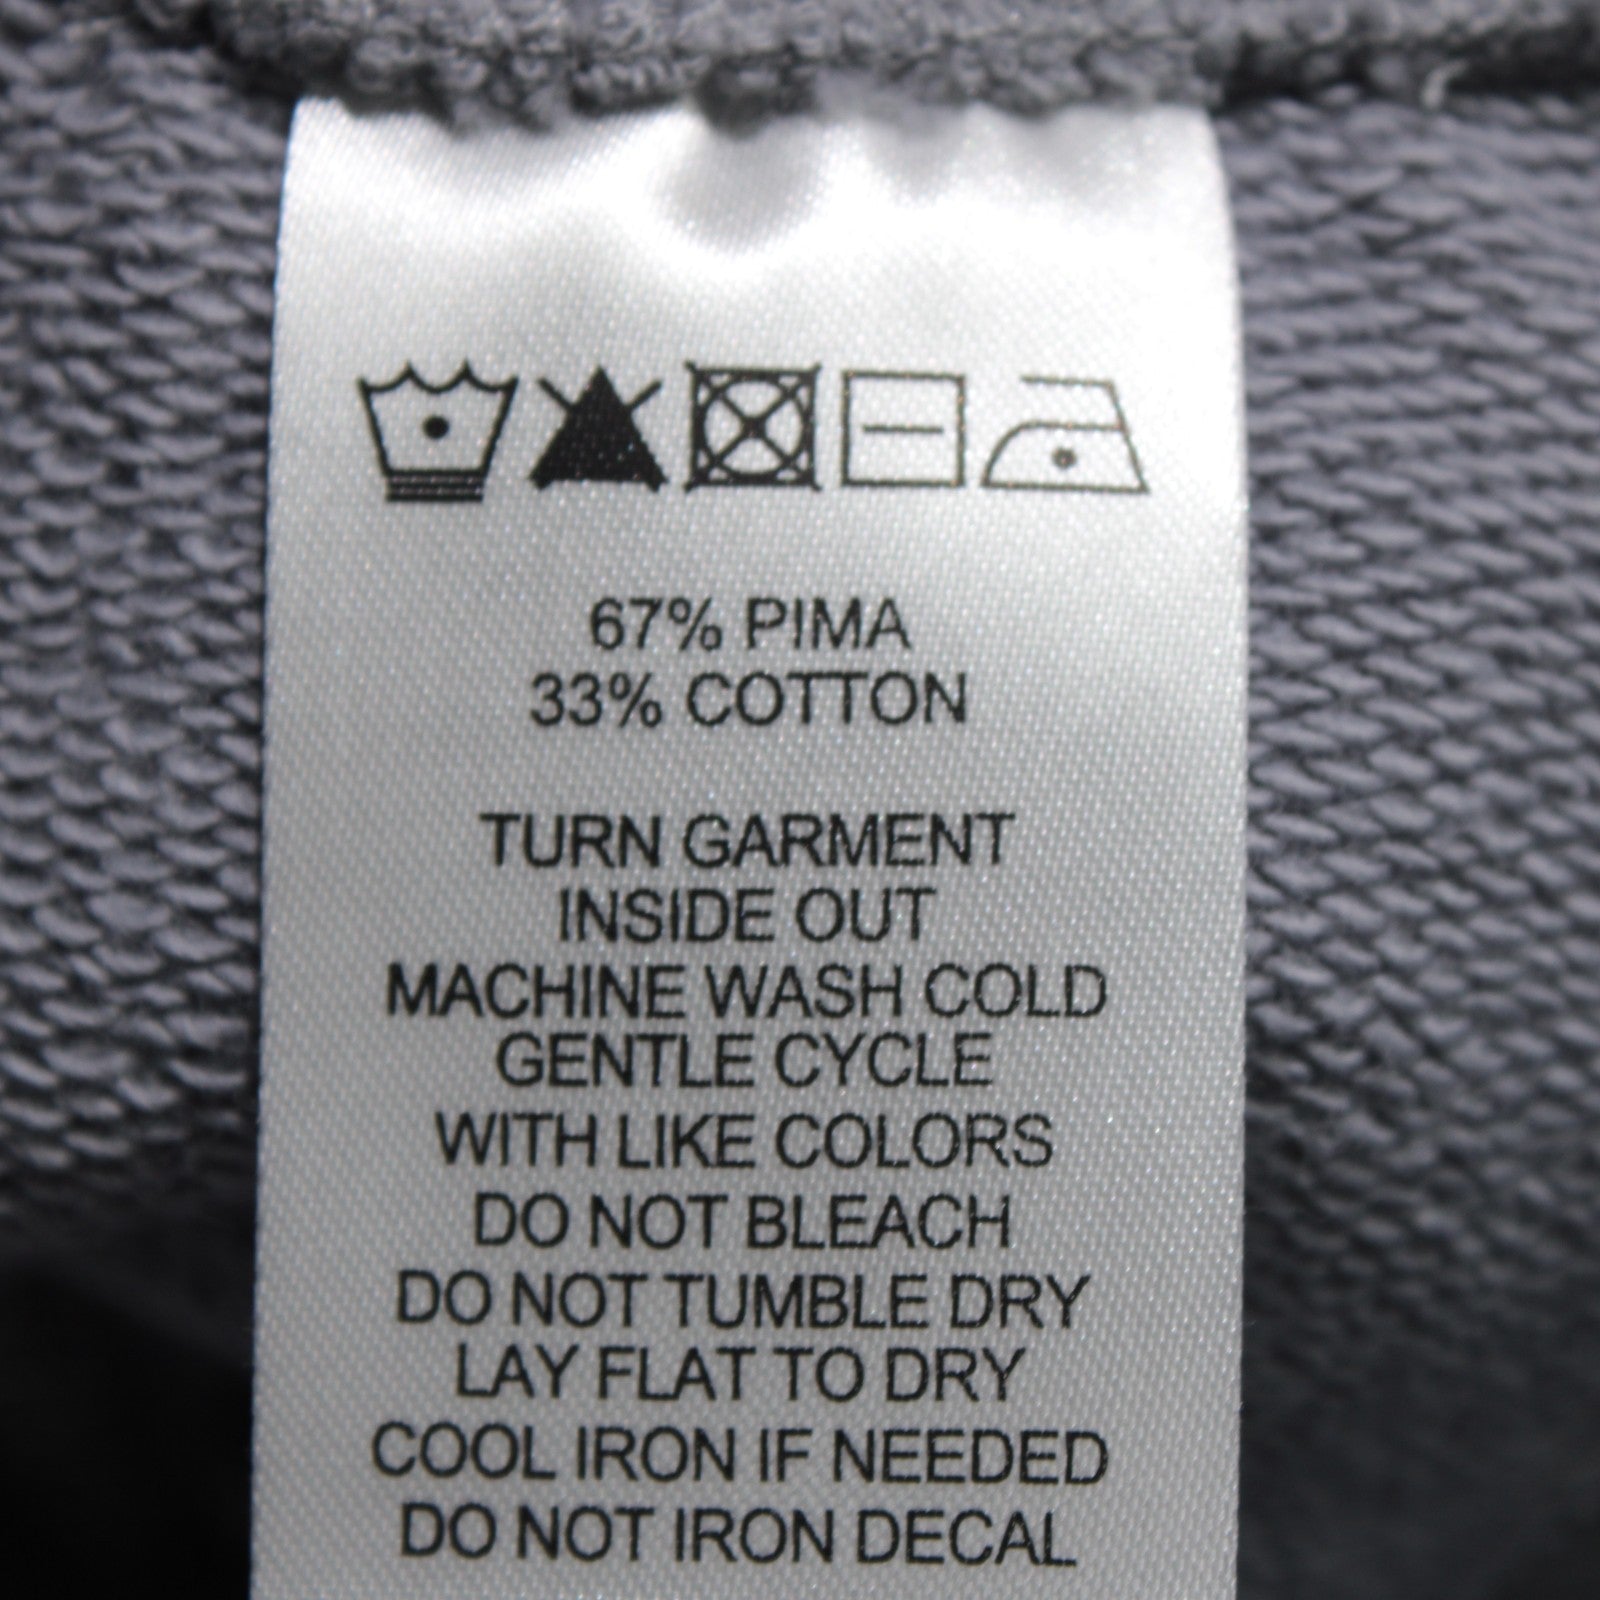 67% PIMA
33% COTTON
TURN GARMENT
INSIDE OUT
MACHINE WASH COLD
GENTLE CYCLE
WITH LIKE COLORS
DO NOT BLEACH
DO NOT TUMBLE DRY
LAY FLAT TO DRY
COOL IRON IF NEEDED
DO NOT IRON DECAL